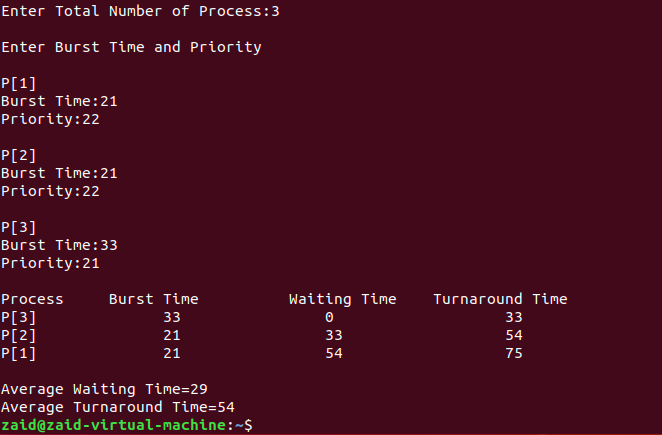 Enter Total Number of Process:3
Enter Burst Time and Priority
P[1]
Burst Time:21
Priority:22
P[2]
Burst Time:21
Priority:22
P[3]
Burst Time:33
Priority:21
Process Burst Time Waiting Time Turnaround Time
P[3] 33 0 33
P[2] 21 33 54
P[1] 21 54 75
Average Waiting Time=29
Average Turnaround Time=54
zaid@zaid-virtual-machine:~$